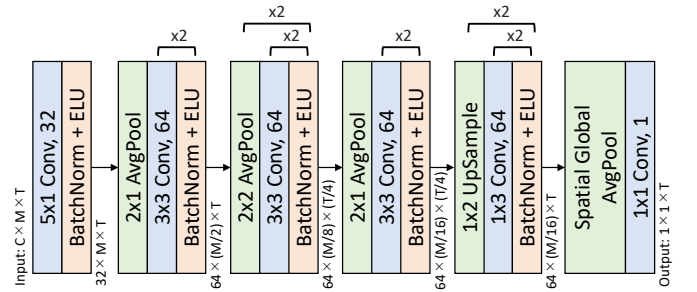 Input: C×M×T
5x1 Conv, 32
BatchNorm + ELU
32×M×T
2x1 AvgPool
x2
3x3 Conv, 64
BatchNorm + ELU
64×(M/2)×T
x2
2x2 AvgPool
x2
3x3 Conv, 64
BatchNorm + ELU
64×(M/8)×(T/4)
2x1 AvgPool
x2
3x3 Conv, 64
BatchNorm + ELU
64×(M/16)×(T/4)
x2
1x2 UpSample
x2
1x3 Conv, 64
BatchNorm + ELU
64×(M/16)×T
Spatial Global
AvgPool
1x1 Conv, 1
Output: 1×1×T